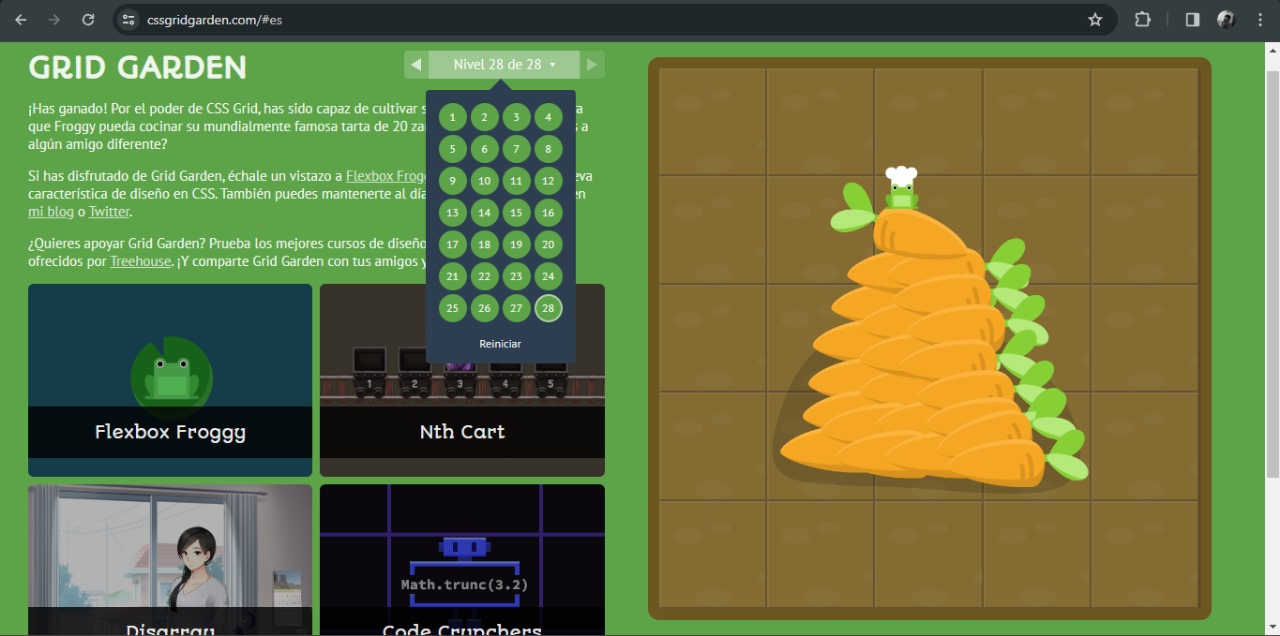 cssgridgarden.com/#es
GRID GARDEN
Nivel 28 de 28
¡Has ganado! Por el poder de CSS Grid, has sido capaz de cultivar
que Froggy pueda cocinar su mundialmente famosa tarta de 20
algún amigo diferente?
Si has disfrutado de Grid Garden, échale un vistazo a Flexbox
característica de diseño en CSS. También puedes mantenerte al día en
mi blog o Twitter.
¿Quieres apoyar Grid Garden? Prueba los mejores cursos de diseño
ofrecidos por Treehouse. ¡Y comparte Grid Garden con tus amigos y
1 2 3 4
5 6 7 8
9 10 11 12
13 14 15 16
17 18 19 20
21 22 23 24
25 26 27 28
Reiniciar
Flexbox Froggy
1 2 3 4 5
Nth Cart
Disarray
Math.trunc(3.2)
Code Crunchers